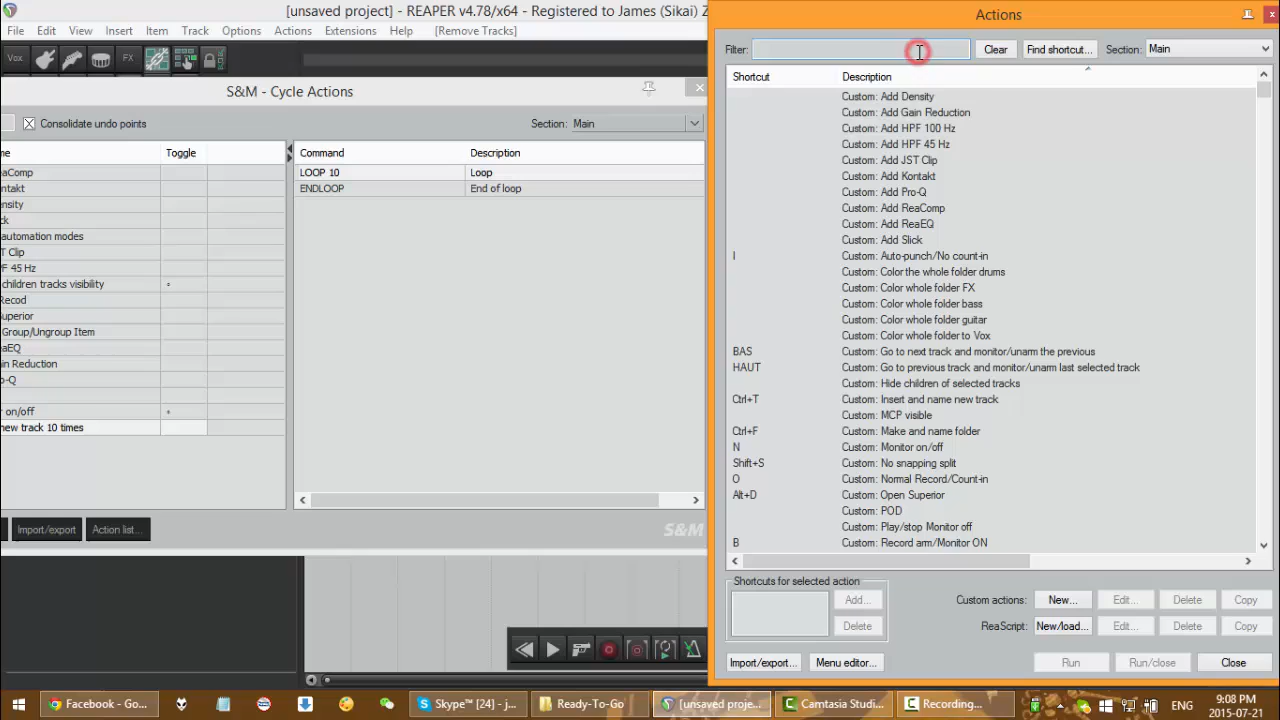 [unsaved project] - REAPER v4.78/x64 - Registered to James (Sikai) Z
File Edit View Insert Item Track Options Actions Extensions Help [Remove Tracks]
Vox FX
S&M - Cycle Actions
Consolidate undo points
Section: Main
me Toggle
Command Description
LOOP 10 Loop
ENDLOOP End of loop
eaComp
ntakt
ensity
ck
automation modes
T Clip
PF 45 Hz
children tracks visibility
Recod
Superior
Group/Ungroup Item
eaEQ
ain Reduction
o-Q
r on/off
new track 10 times
Import/export Action list...
S&M
Actions
Filter: Clear Find shortcut... Section: Main
Shortcut Description
Custom: Add Density
Custom: Add Gain Reduction
Custom: Add HPF 100 Hz
Custom: Add HPF 45 Hz
Custom: Add JST Clip
Custom: Add Kontakt
Custom: Add Pro-Q
Custom: Add ReaComp
Custom: Add ReaEQ
Custom: Add Slick
I Custom: Auto-punch/No count-in
Custom: Color the whole folder drums
Custom: Color whole folder FX
Custom: Color whole folder bass
Custom: Color whole folder guitar
Custom: Color whole folder to Vox
BAS Custom: Go to next track and monitor/unarm the previous
HAUT Custom: Go to previous track and monitor/unarm last selected track
Custom: Hide children of selected tracks
Ctrl+T Custom: Insert and name new track
Custom: MCP visible
Ctrl+F Custom: Make and name folder
N Custom: Monitor on/off
Shift+S Custom: No snapping split
O Custom: Normal Record/Count-in
Alt+D Custom: Open Superior
Custom: POD
Custom: Play/stop Monitor off
B Custom: Record arm/Monitor ON
Shortcuts for selected action
Add...
Delete
Custom actions: New... Edit... Delete Copy
ReaScript: New/load... Edit... Delete Copy
Import/export... Menu editor... Run Run/close Close
Facebook - Go... Skype™ [24] - j... Ready-To-Go [unsaved proje... Camtasia Studi... Recording...
9:08 PM
2015-07-21